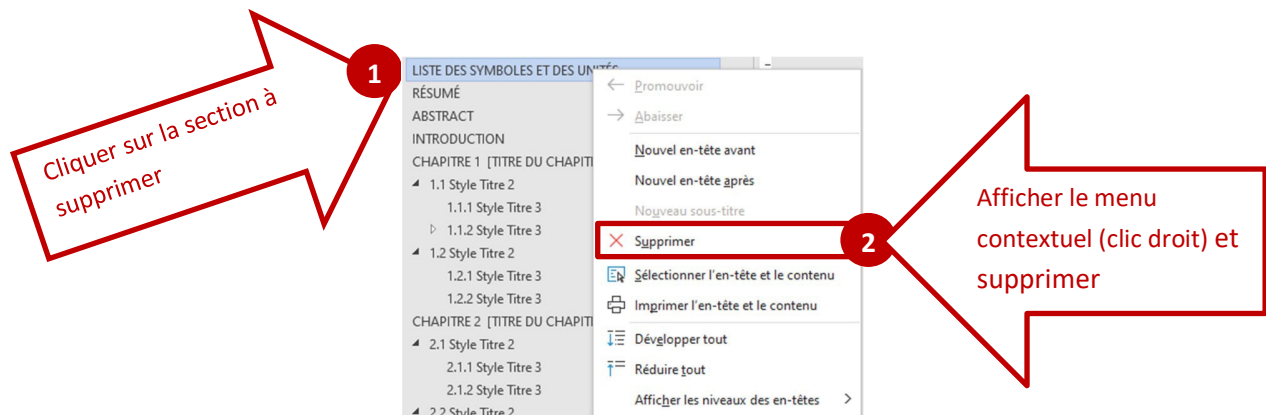 1
Cliquer sur la section à
supprimer
LISTE DES SYMBOLES ET DES UNITÉS
RÉSUMÉ
ABSTRACT
INTRODUCTION
CHAPITRE 1 [TITRE DU CHAPIT
1.1 Style Titre 2
1.1.1 Style Titre 3
1.1.2 Style Titre 3
1.2 Style Titre 2
1.2.1 Style Titre 3
1.2.2 Style Titre 3
CHAPITRE 2 [TITRE DU CHAPIT
2.1 Style Titre 2
2.1.1 Style Titre 3
2.1.2 Style Titre 3
2.2 Style Titre 2
Promouvoir
Abaisser
Nouvel en-tête avant
Nouvel en-tête après
Nouveau sous-titre
Supprimer
Sélectionner l'en-tête et le contenu
Imprimer l'en-tête et le contenu
Développer tout
Réduire tout
Afficher les niveaux des en-têtes
2
Afficher le menu
contextuel (clic droit) et
supprimer